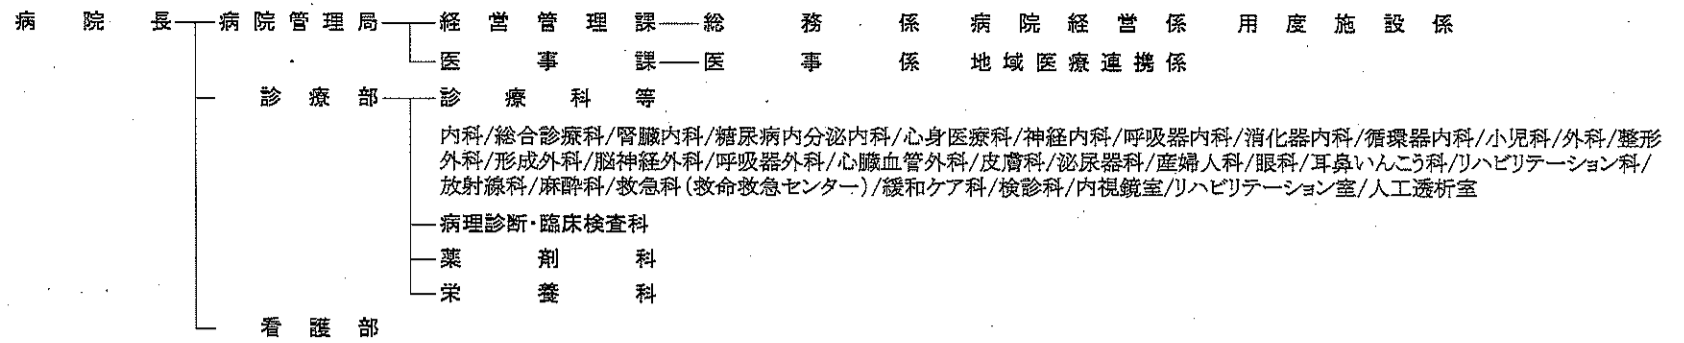 病院長 病院管理局 経営管理課 総務係 病院経営係 用度施設係
医事課 医事係 地域医療連携係
診療部 診療科等
内科/総合診療科/腎臓内科/糖尿病内分泌内科/心身医療科/神経内科/呼吸器内科/消化器内科/循環器内科/小児科/外科/整形
外科/形成外科/脳神経外科/呼吸器外科/心臓血管外科/皮膚科/泌尿器科/産婦人科/眼科/耳鼻いんこう科/リハビリテーション科/
放射線科/麻酔科/救急科(救命救急センター)/緩和ケア科/検診科/内視鏡室/リハビリテーション室/人工透析室
病理診断・臨床検査科
薬剤科
栄養科
看護部